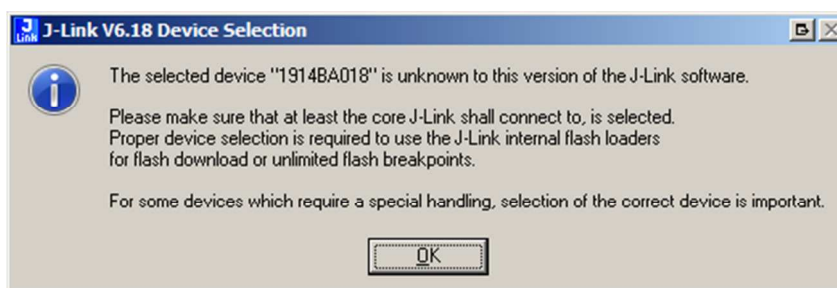 J-Link V6.18 Device Selection
The selected device "1914BA018" is unknown to this version of the J-Link software.
Please make sure that at least the core J-Link shall connect to, is selected.
Proper device selection is required to use the J-Link internal flash loaders
for flash download or unlimited flash breakpoints.
For some devices which require a special handling, selection of the correct device is important.
OK